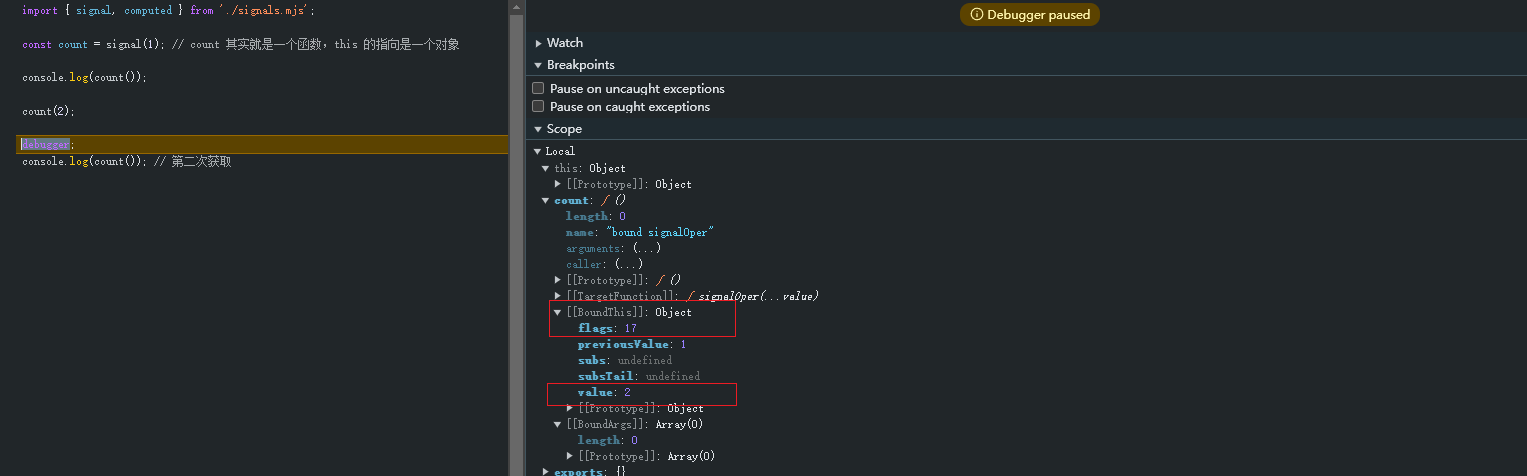 import { signal, computed } from './signals.mjs';
const count = signal(1); // count 其实就是一个函数，this 的指向是一个对象
console.log(count());
count(2);
debugger;
console.log(count()); // 第二次获取
Debugger paused
Watch
Breakpoints
Pause on uncaught exceptions
Pause on caught exceptions
Scope
Local
this: Object
[[Prototype]]: Object
count: ƒ ()
length: 0
name: "bound signalOper"
arguments: (...)
caller: (...)
[[Prototype]]: ƒ ()
[[TargetFunction]]: ƒ signalOper(...value)
[[BoundThis]]: Object
flags: 17
previousValue: 1
subs: undefined
subsTail: undefined
value: 2
[[Prototype]]: Object
[[BoundArgs]]: Array(0)
length: 0
[[Prototype]]: Array(0)
exports: {}